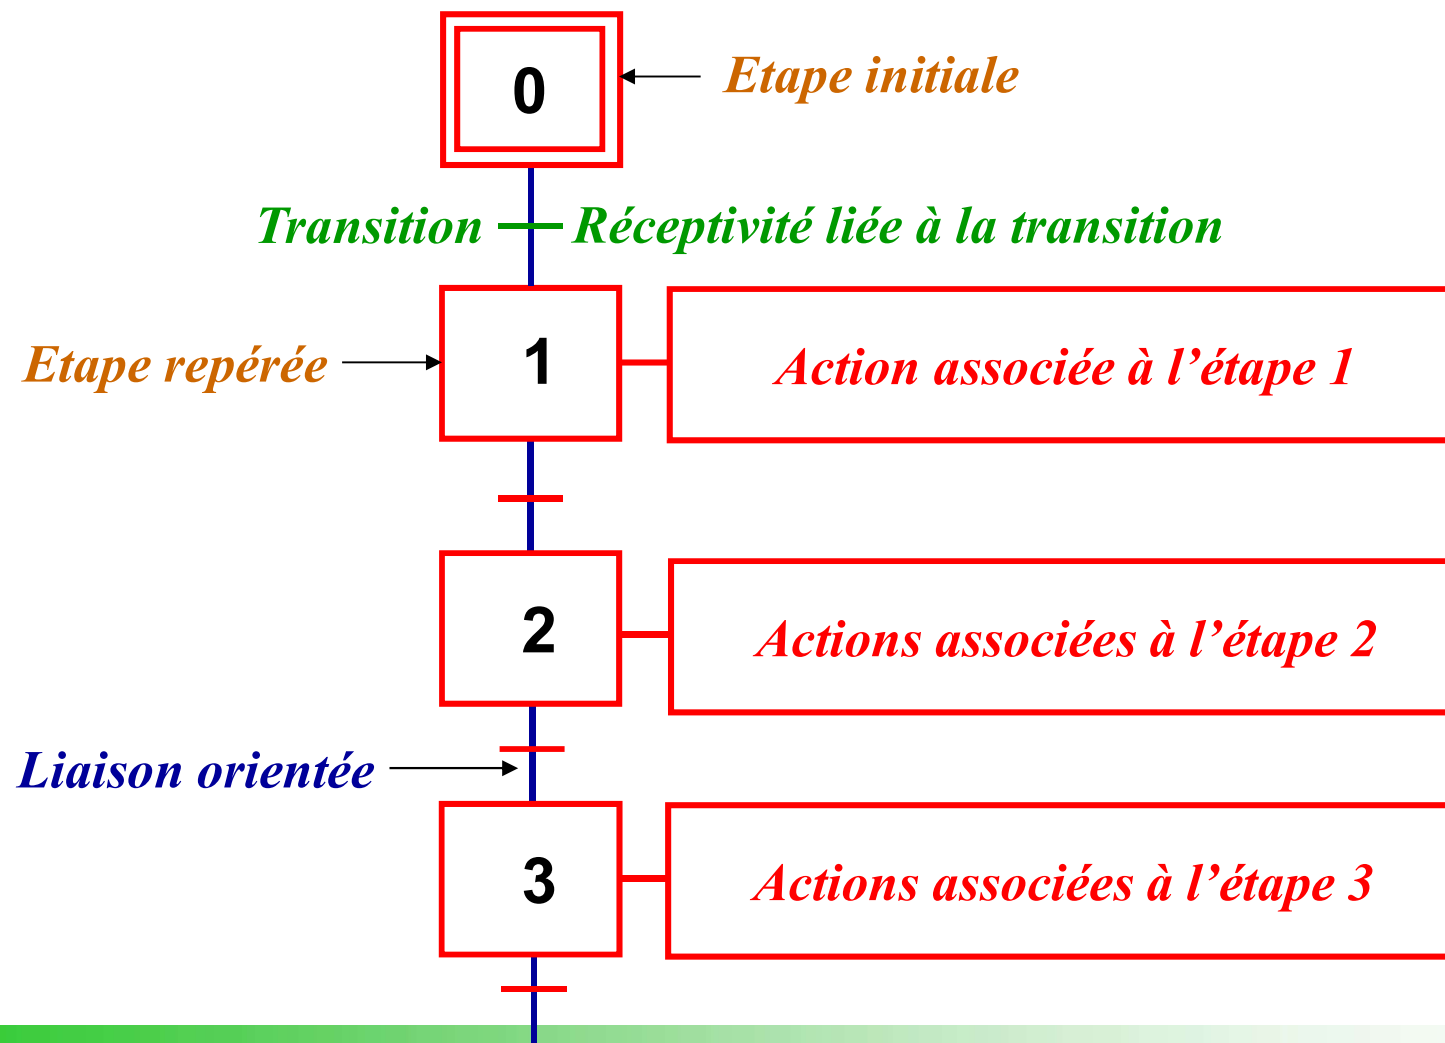 0
Etape initiale
Transition
Réceptivité liée à la transition
Etape repérée
1
Action associée à l’étape 1
2
Actions associées à l’étape 2
Liaison orientée
3
Actions associées à l’étape 3